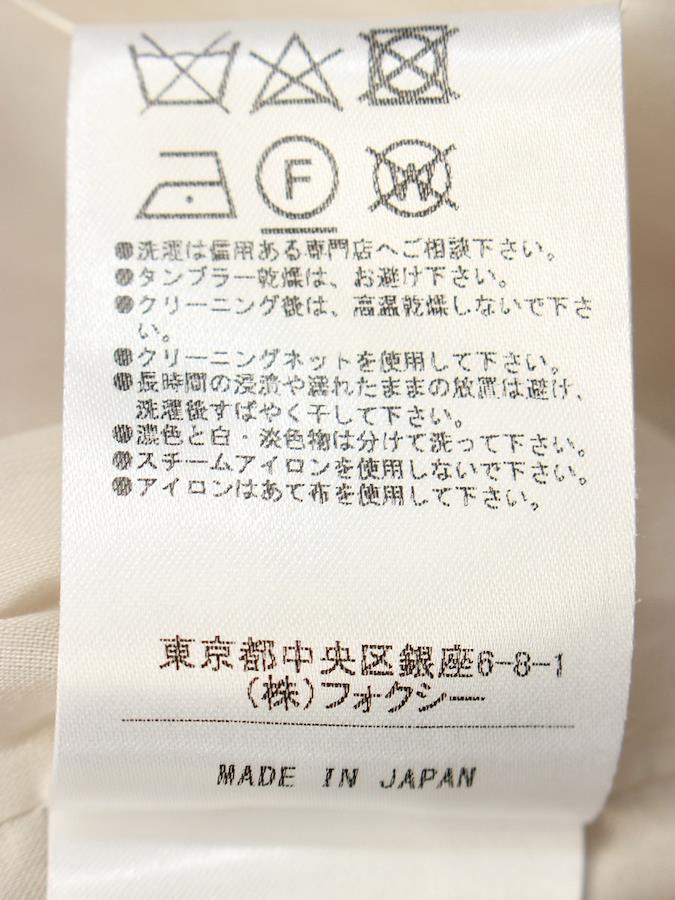 F
W
●洗濯は信用ある専門店へご相談下さい。
●タンブラー乾燥は、お避け下さい。
●クリーニング後は、高温乾燥しないで下さ
い。
●クリーニングネットを使用して下さい。
●長時間の浸漬や濡れたままの放置は避け、
洗濯後すばやく干して下さい。
●濃色と白・淡色物は分けて洗って下さい。
●スチームアイロンを使用しないで下さい。
●アイロンはあて布を使用して下さい。
東京都中央区銀座6-8-1
(株)フォクシー
MADE IN JAPAN